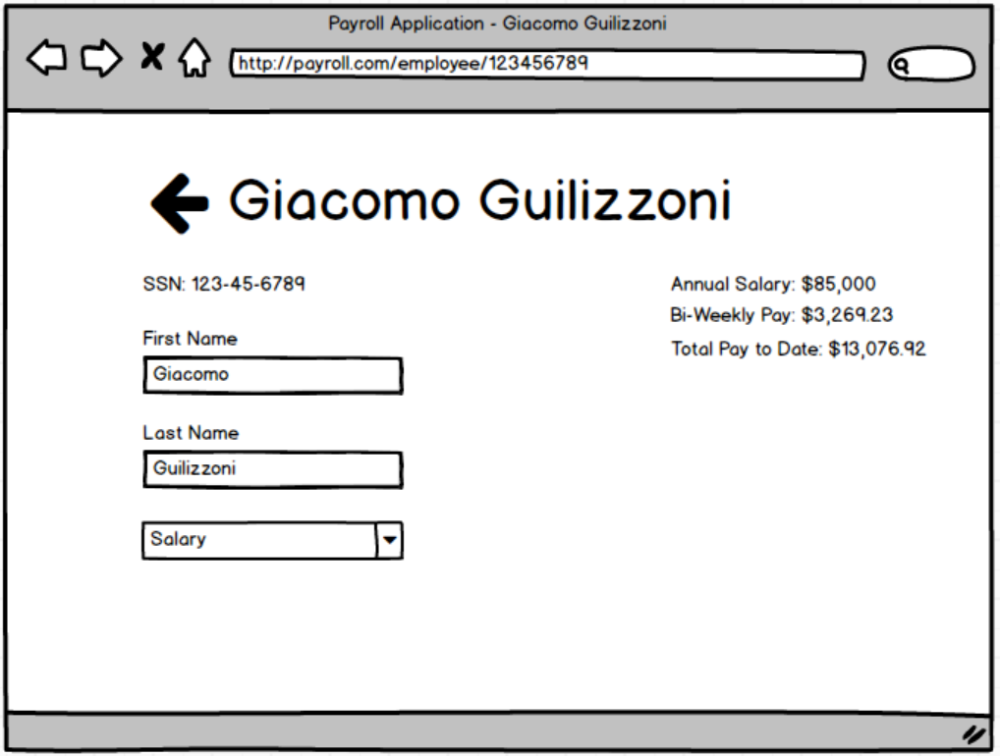 Payroll Application - Giacomo Guilizzoni
http://payroll.com/employee/123456789
Giacomo Guilizzoni
SSN: 123-45-6789
First Name
Giacomo
Last Name
Guilizzoni
Salary
Annual Salary: $85,000
Bi-Weekly Pay: $3,269.23
Total Pay to Date: $13,076.92